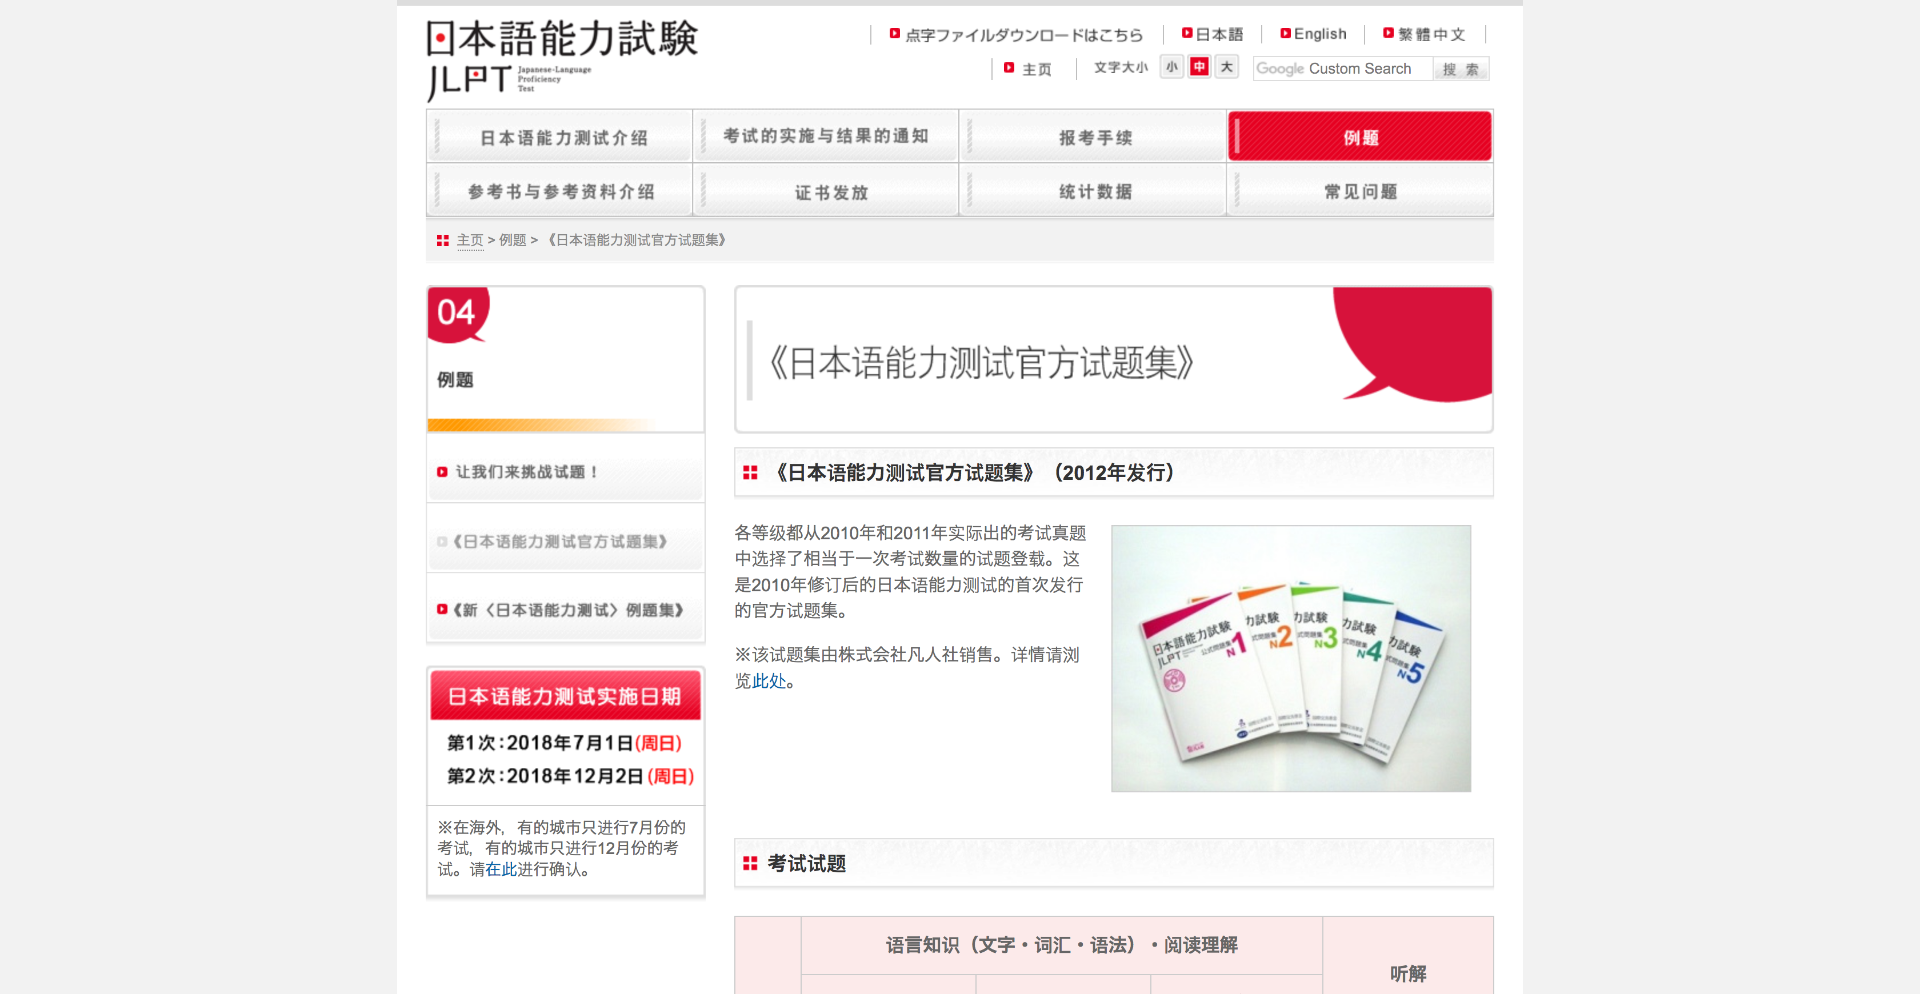 日本語能力試験
JLPT Japanese-Language Proficiency Test
点字ファイルダウンロードはこちら
日本語
English
繁體中文
主页
文字大小
小
中
大
Google Custom Search
搜 索
日本语能力测试介绍
考试的实施与结果的通知
报考手续
例题
参考书与参考资料介绍
证书发放
统计数据
常见问题
主页 > 例题 > 《日本语能力测试官方试题集》
04
例题
让我们来挑战试题！
《日本语能力测试官方试题集》
《新〈日本语能力测试〉例题集》
日本语能力测试实施日期
第1次：2018年7月1日(周日)
第2次：2018年12月2日(周日)
※在海外，有的城市只进行7月份的
考试，有的城市只进行12月份的考
试。请在此进行确认。
《日本语能力测试官方试题集》
《日本语能力测试官方试题集》（2012年发行）
各等级都从2010年和2011年实际出的考试真题
中选择了相当于一次考试数量的试题登载。这
是2010年修订后的日本语能力测试的首次发行
的官方试题集。
※该试题集由株式会社凡人社销售。详情请浏
览此处。
日本語能力試験
JLPT 公式問題集 N1
力試験
式問題集 N2
力試験
式問題集 N3
力試験
式問題集 N4
力試験
式問題集 N5
考试试题
语言知识（文字・词汇・语法）・阅读理解
听解